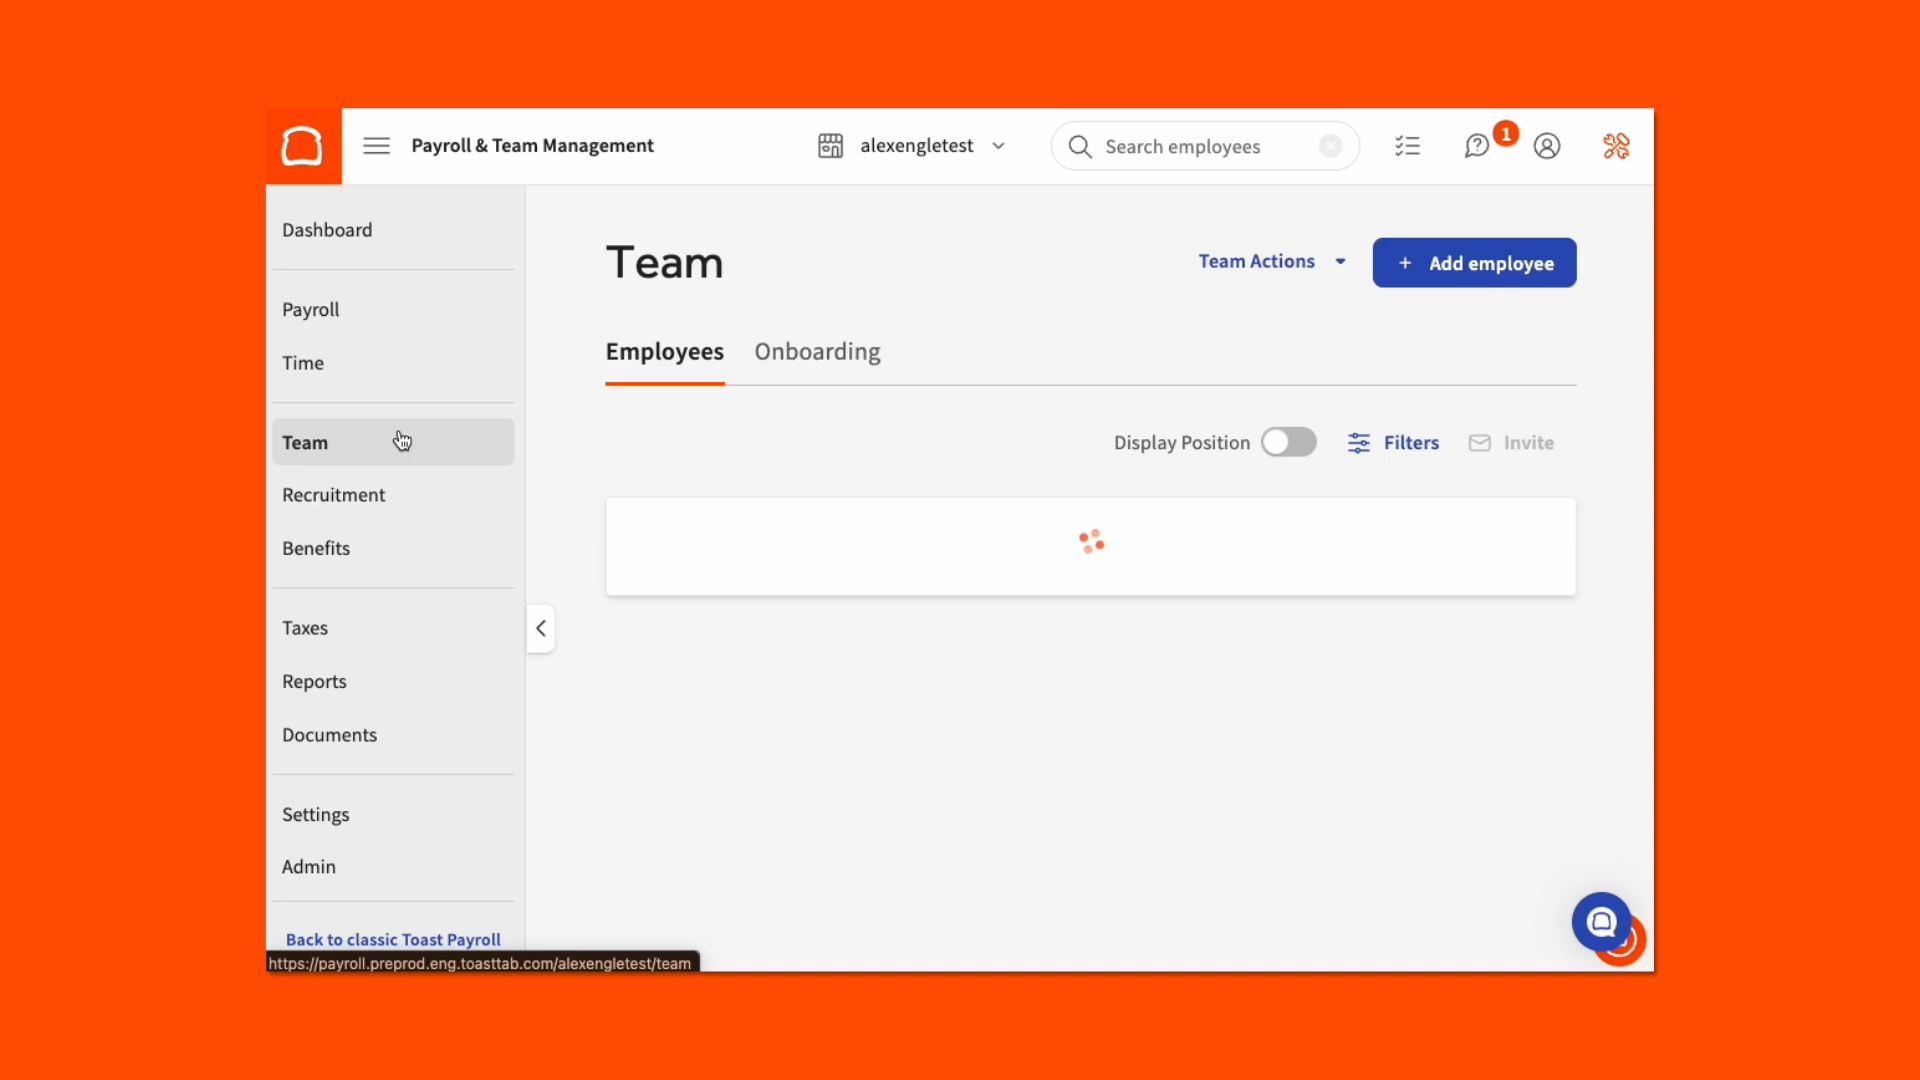 Payroll & Team Management
alexengletest
Search employees
1
Dashboard
Payroll
Time
Team
Recruitment
Benefits
Taxes
Reports
Documents
Settings
Admin
Back to classic Toast Payroll
https://payroll.preprod.eng.toasttab.com/alexengletest/team
Team
Team Actions
+ Add employee
Employees Onboarding
Display Position Filters Invite